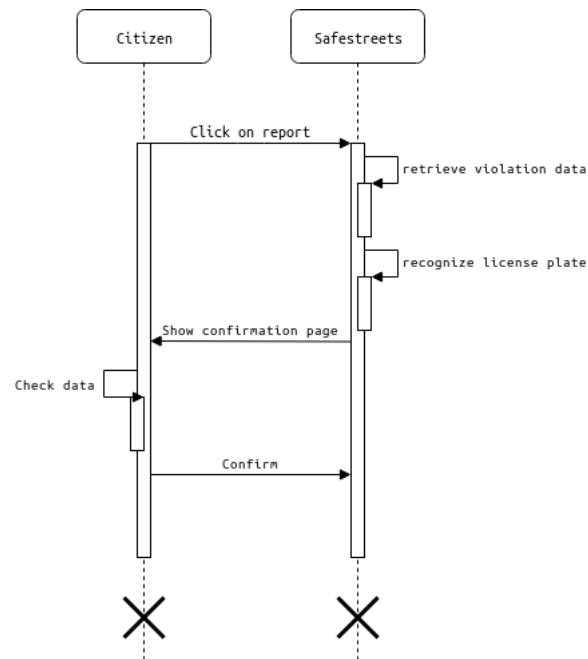 Citizen
Safestreets
Click on report
retrieve violation data
recognize license plate
Show confirmation page
Check data
Confirm